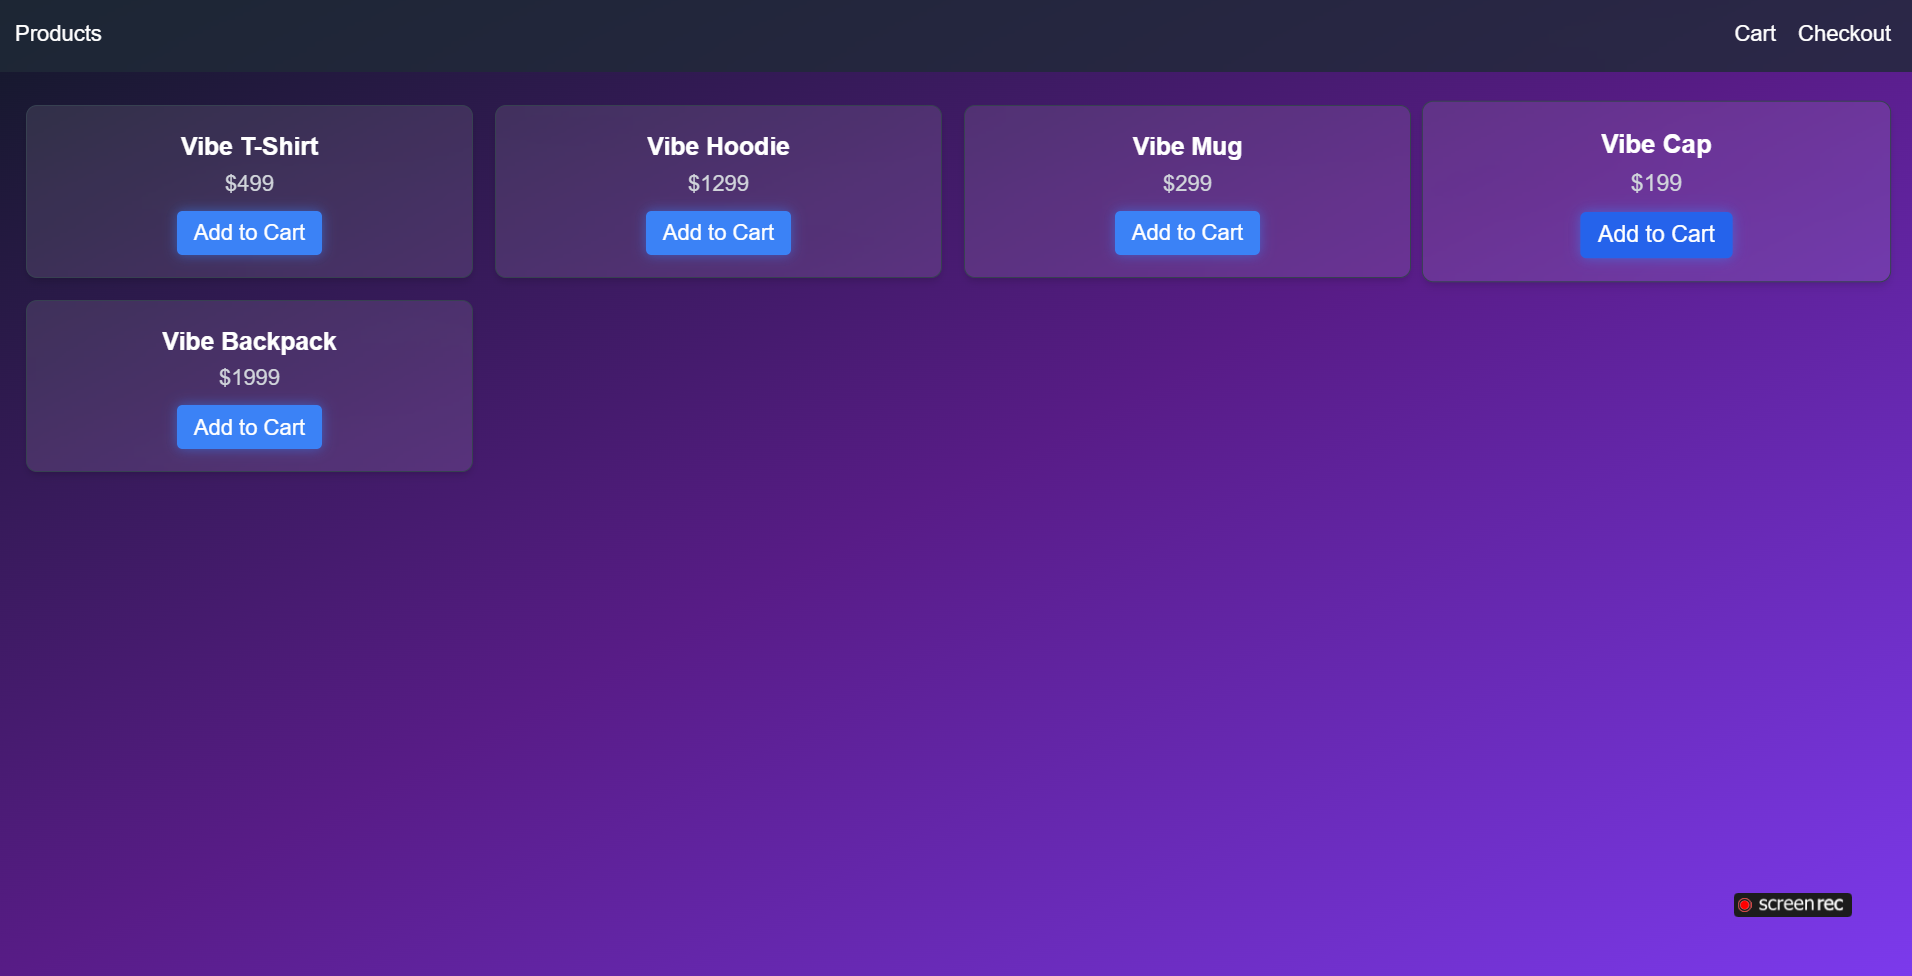 Products
Cart Checkout
Vibe T-Shirt
$499
Add to Cart
Vibe Hoodie
$1299
Add to Cart
Vibe Mug
$299
Add to Cart
Vibe Cap
$199
Add to Cart
Vibe Backpack
$1999
Add to Cart
screenrec